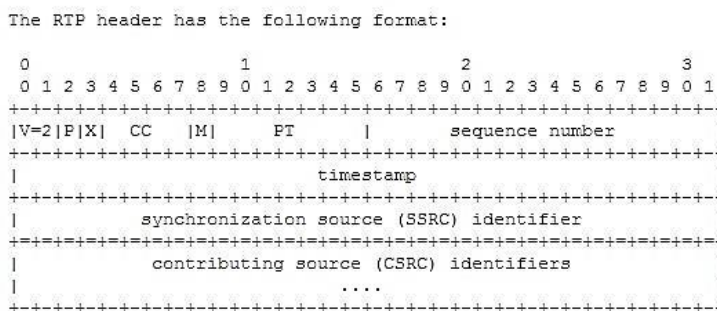 The RTP header has the following format:
0                   1                   2                   3
0 1 2 3 4 5 6 7 8 9 0 1 2 3 4 5 6 7 8 9 0 1 2 3 4 5 6 7 8 9 0 1
+-+-+-+-+-+-+-+-+-+-+-+-+-+-+-+-+-+-+-+-+-+-+-+-+-+-+-+-+-+-+-+-
|V=2|P|X|  CC   |M|     PT      |       sequence number
+-+-+-+-+-+-+-+-+-+-+-+-+-+-+-+-+-+-+-+-+-+-+-+-+-+-+-+-+-+-+-+-
|                           timestamp
+-+-+-+-+-+-+-+-+-+-+-+-+-+-+-+-+-+-+-+-+-+-+-+-+-+-+-+-+-+-+-+-
|           synchronization source (SSRC) identifier
+=+=+=+=+=+=+=+=+=+=+=+=+=+=+=+=+=+=+=+=+=+=+=+=+=+=+=+=+=+=+=+=
|            contributing source (CSRC) identifiers
|                             ....
+-+-+-+-+-+-+-+-+-+-+-+-+-+-+-+-+-+-+-+-+-+-+-+-+-+-+-+-+-+-+-+-